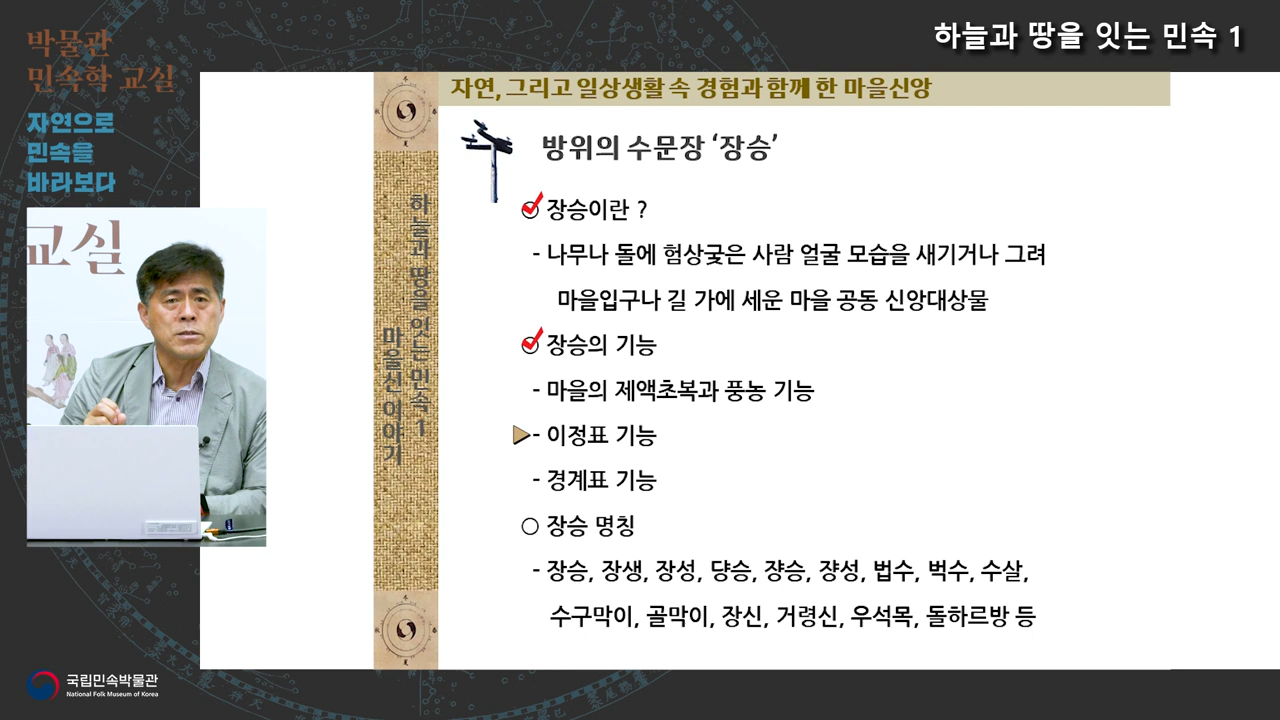 하늘과 땅을 잇는 민속 1
박물관
민속학 교실
자연으로
민속을
바라보다
교실
자연, 그리고 일상생활 속 경험과 함께 한 마을신앙
하늘과 땅을 잇는 민속 1
마을신 이야기
방위의 수문장 ‘장승’
장승이란 ?
- 나무나 돌에 험상궂은 사람 얼굴 모습을 새기거나 그려
마을입구나 길 가에 세운 마을 공동 신앙대상물
장승의 기능
- 마을의 제액초복과 풍농 기능
- 이정표 기능
- 경계표 기능
○ 장승 명칭
- 장승, 장생, 장성, 댱승, 쟝승, 쟝성, 법수, 벅수, 수살,
수구막이, 골막이, 장신, 거령신, 우석목, 돌하르방 등
국립민속박물관
National Folk Museum of Korea